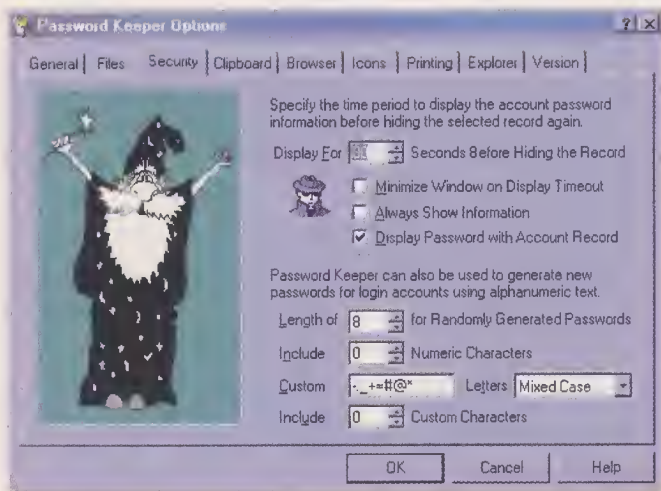 Password Keeper Options
General Files Security Clipboard Browser Icons Printing Explorer Version
Specify the time period to display the account password
information before hiding the selected record again.
Display For Seconds Before Hiding the Record
Minimize Window on Display Timeout
Always Show Information
Display Password with Account Record
Password Keeper can also be used to generate new
passwords for login accounts using alphanumeric text.
Length of 8 for Randomly Generated Passwords
Include 0 Numeric Characters
Custom -_+=#@* Letters Mixed Case
Include 0 Custom Characters
OK Cancel Help